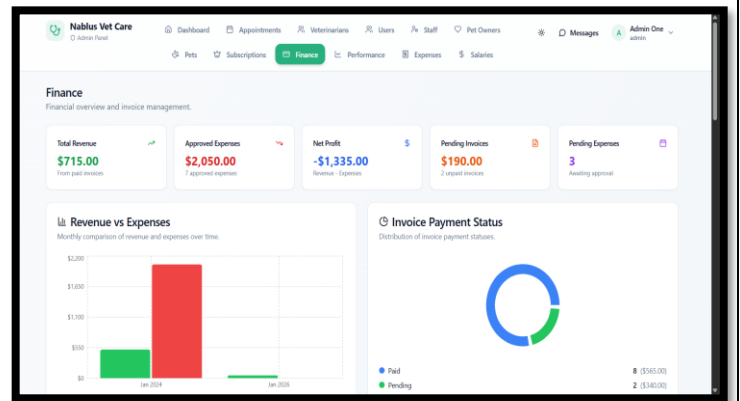 Nablus Vet Care
Admin Panel
Dashboard
Appointments
Veterinarians
Users
Staff
Pet Owners
Messages
A
Admin One
admin
Pets
Subscriptions
Finance
Performance
Expenses
Salaries
Finance
Financial overview and invoice management.
Total Revenue
$715.00
From paid invoices
Approved Expenses
$2,050.00
7 approved expenses
Net Profit
$
-$1,335.00
Revenue - Expenses
Pending Invoices
$190.00
2 unpaid invoices
Pending Expenses
3
Awaiting approval
Revenue vs Expenses
Monthly comparison of revenue and expenses over time.
$2,200
$1,650
$1,100
$550
$0
Jan 2024
Jan 2026
Invoice Payment Status
Distribution of invoice payment statuses.
Paid 8 ($565.00)
Pending 2 ($340.00)